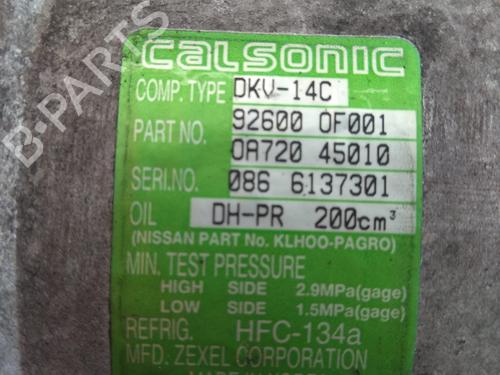 CALSONIC
COMP. TYPE DKV-14C
PART NO. 92600 0F001
0A720 45010
SERI.NO. 086 6137301
OIL DH-PR 200cm³
(NISSAN PART No. KLHOO-PAGRO)
MIN. TEST PRESSURE
HIGH SIDE 2.9MPa(gage)
LOW SIDE 1.5MPa(gage)
REFRIG. HFC-134a
MFD. ZEXEL CORPORATION
MADE IN